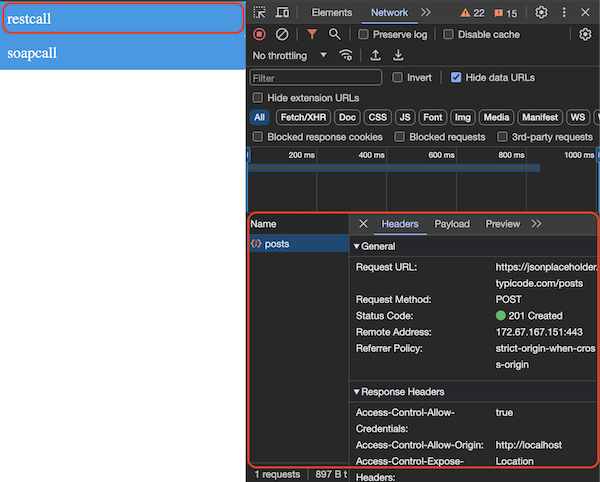 restcall
soapcall
Elements Network 22 15
Preserve log Disable cache
No throttling
Filter Invert Hide data URLs
Hide extension URLs
All Fetch/XHR Doc CSS JS Font Img Media Manifest WS
Blocked response cookies Blocked requests 3rd-party requests
200 ms 400 ms 600 ms 800 ms 1000 ms
Name Headers Payload Preview
posts
General
Request URL: https://jsonplaceholder.
typicode.com/posts
Request Method: POST
Status Code: 201 Created
Remote Address: 172.67.167.151:443
Referrer Policy: strict-origin-when-cros
s-origin
Response Headers
Access-Control-Allow- true
Credentials:
Access-Control-Allow-Origin: http://localhost
Access-Control-Expose- Location
Headers:
1 requests 897 B t